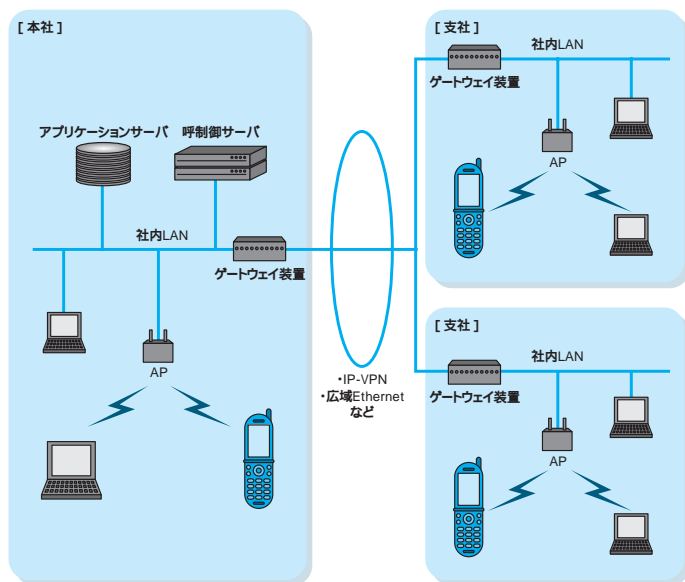 [ 本社 ]
アプリケーションサーバ
呼制御サーバ
社内LAN
ゲートウェイ装置
AP
・IP-VPN
・広域Ethernet
など
[ 支社 ]
社内LAN
ゲートウェイ装置
AP
[ 支社 ]
社内LAN
ゲートウェイ装置
AP